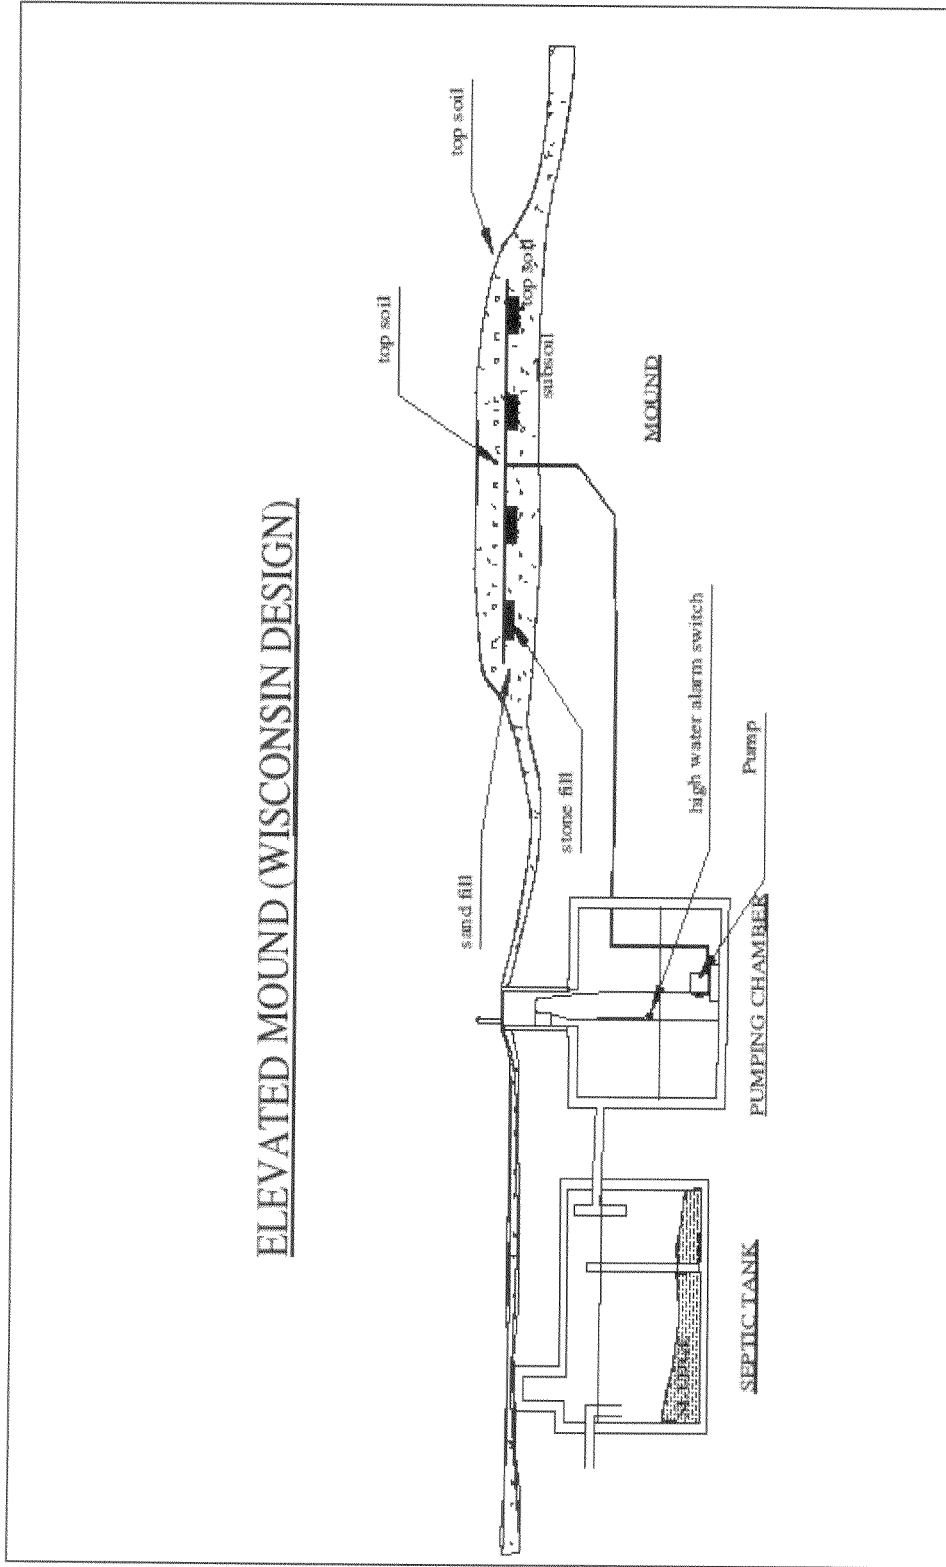 ELEVATED MOUND (WISCONSIN DESIGN)
top soil
top soil
sand fill
top soil
subsoil
stone fill
MOUND
high water alarm switch
Pump
PUMPING CHAMBER
SEPTIC TANK
SLUDGE